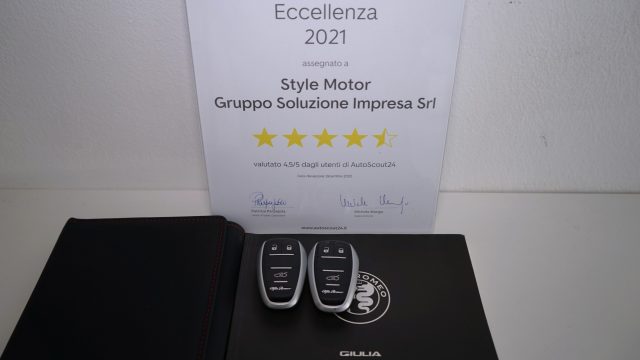 Eccellenza
2021
assegnato a
Style Motor
Gruppo Soluzione Impresa Srl
valutato 4,5/5 dagli utenti di AutoScout24
www.autoscout24.it
ROMEO
GIULIA